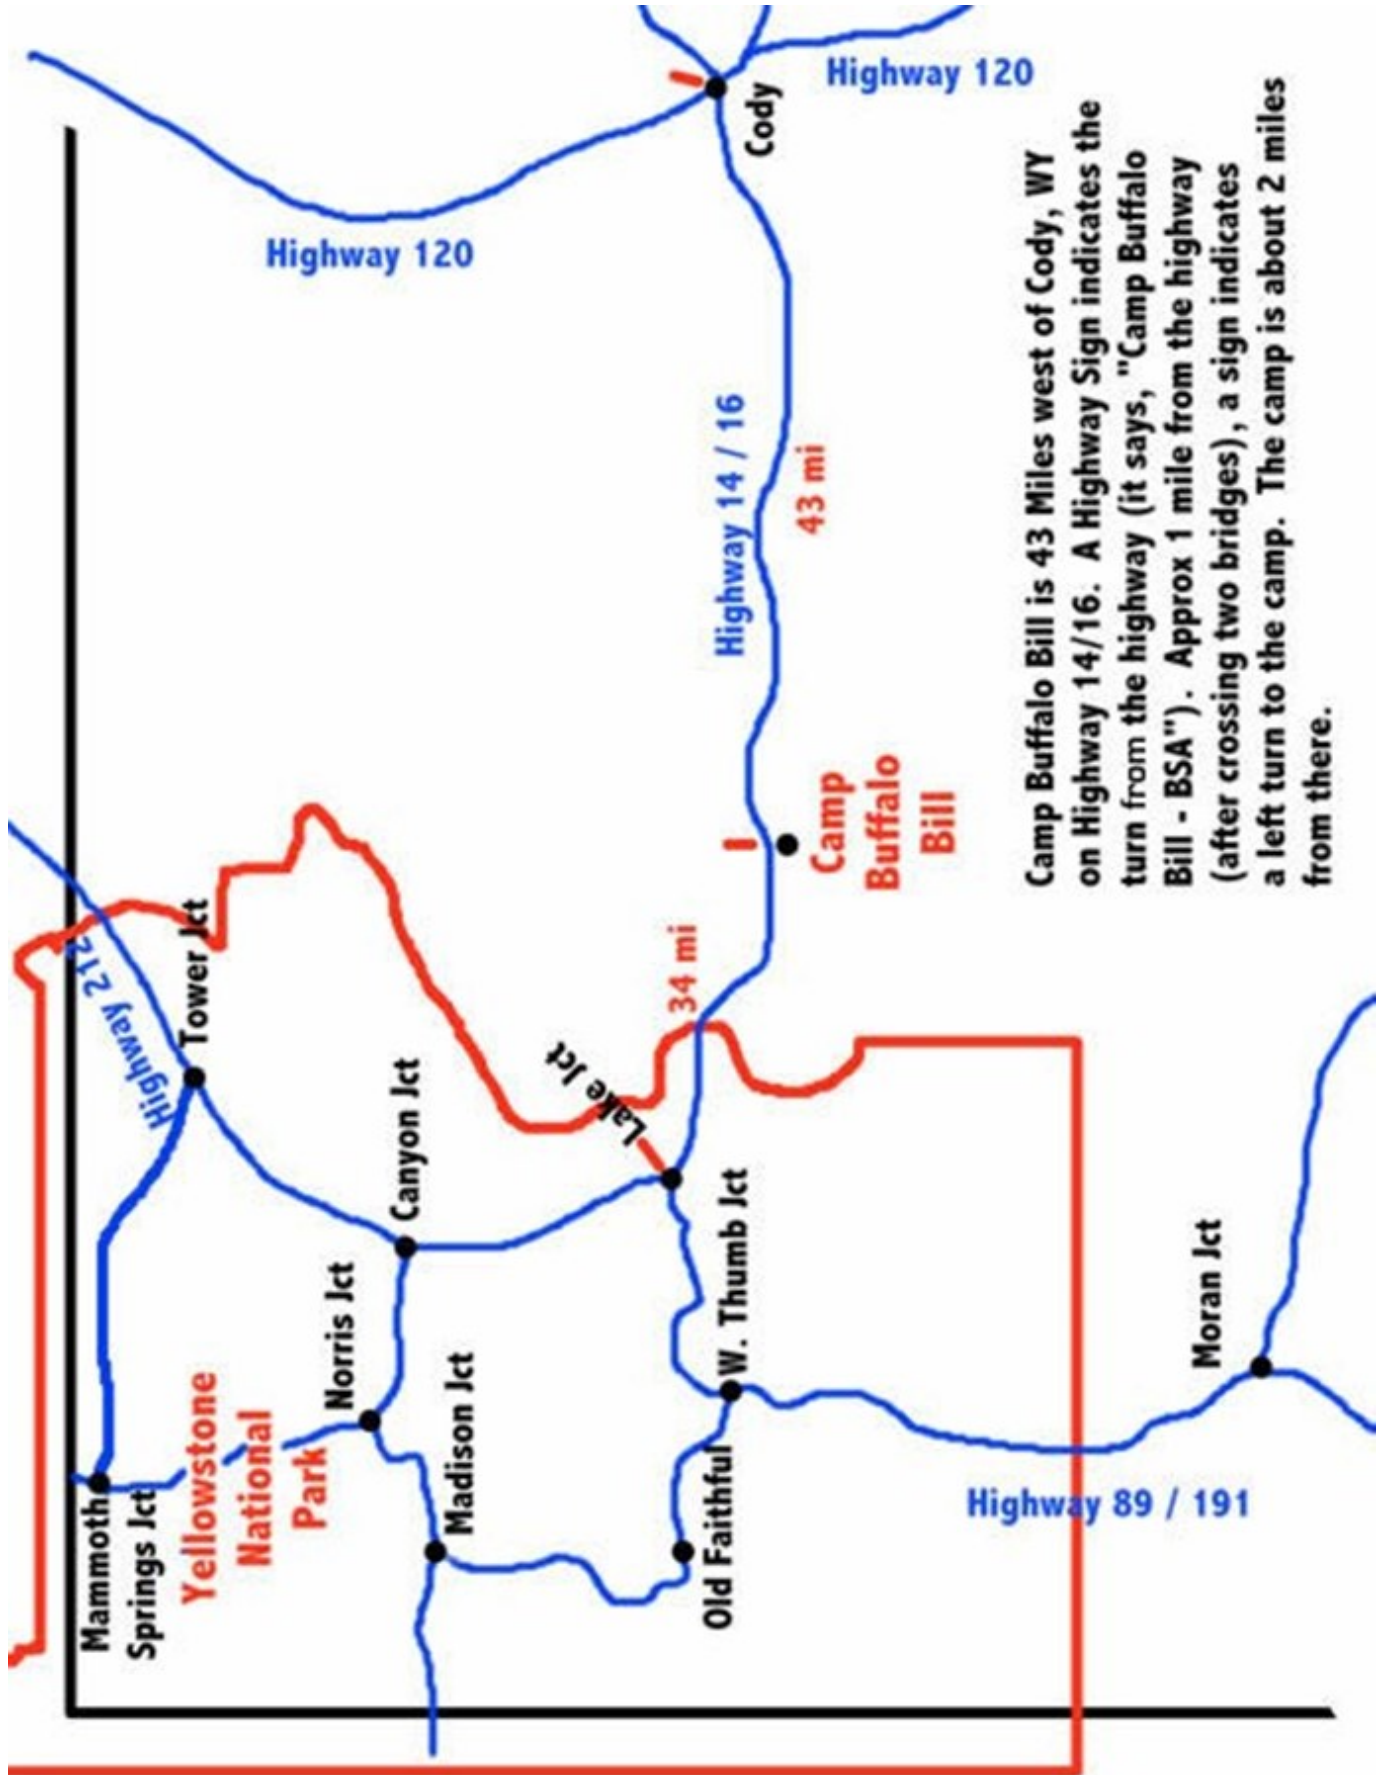 Highway 212
Tower Jct
Mammoth
Springs Jct
Yellowstone
National
Park
Norris Jct
Canyon Jct
Madison Jct
Lake Jct
Old Faithful
W. Thumb Jct
34 mi
Camp
Buffalo
Bill
Highway 14 / 16
43 mi
Highway 120
Cody
Highway 120
Highway 89 / 191
Moran Jct
Camp Buffalo Bill is 43 Miles west of Cody, WY
on Highway 14/16. A Highway Sign indicates the
turn from the highway (it says, "Camp Buffalo
Bill - BSA"). Approx 1 mile from the highway
(after crossing two bridges), a sign indicates
a left turn to the camp. The camp is about 2 miles
from there.